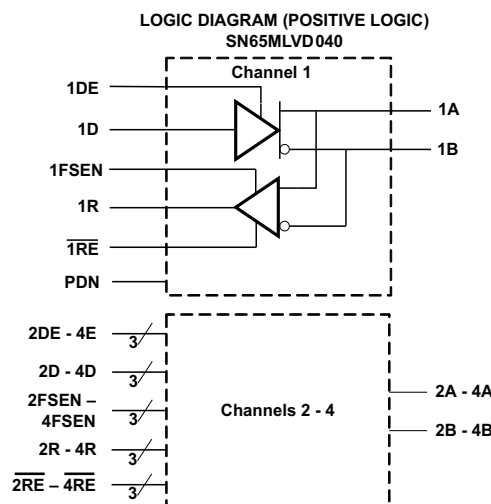 LOGIC DIAGRAM (POSITIVE LOGIC)
SN65MLVD040
Channel 1
1DE
1D
1FSEN
1R
1RE
PDN
1A
1B
2DE - 4E
3
2D - 4D
3
2FSEN –
4FSEN
3
2R - 4R
3
2RE – 4RE
3
Channels 2 - 4
2A - 4A
2B - 4B